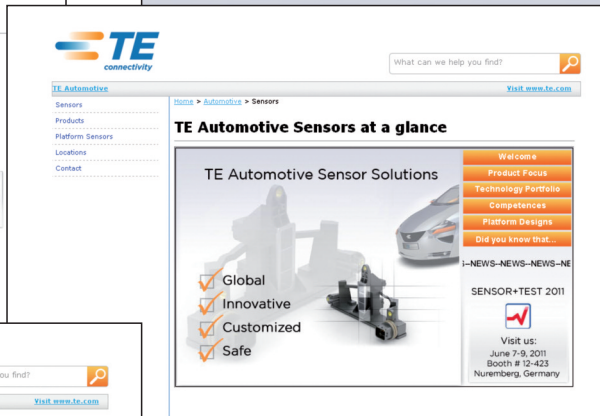 TE
connectivity
What can we help you find?
TE Automotive
Visit www.te.com
Sensors
Products
Platform Sensors
Locations
Contact
Home > Automotive > Sensors
TE Automotive Sensors at a glance
TE Automotive Sensor Solutions
Global
Innovative
Customized
Safe
Welcome
Product Focus
Technology Portfolio
Competences
Platform Designs
Did you know that...
--NEWS--NEWS--NEWS--NE
SENSOR+TEST 2011
Visit us:
June 7-9, 2011
Booth # 12-423
Nuremberg, Germany
ou find?
Visit www.te.com